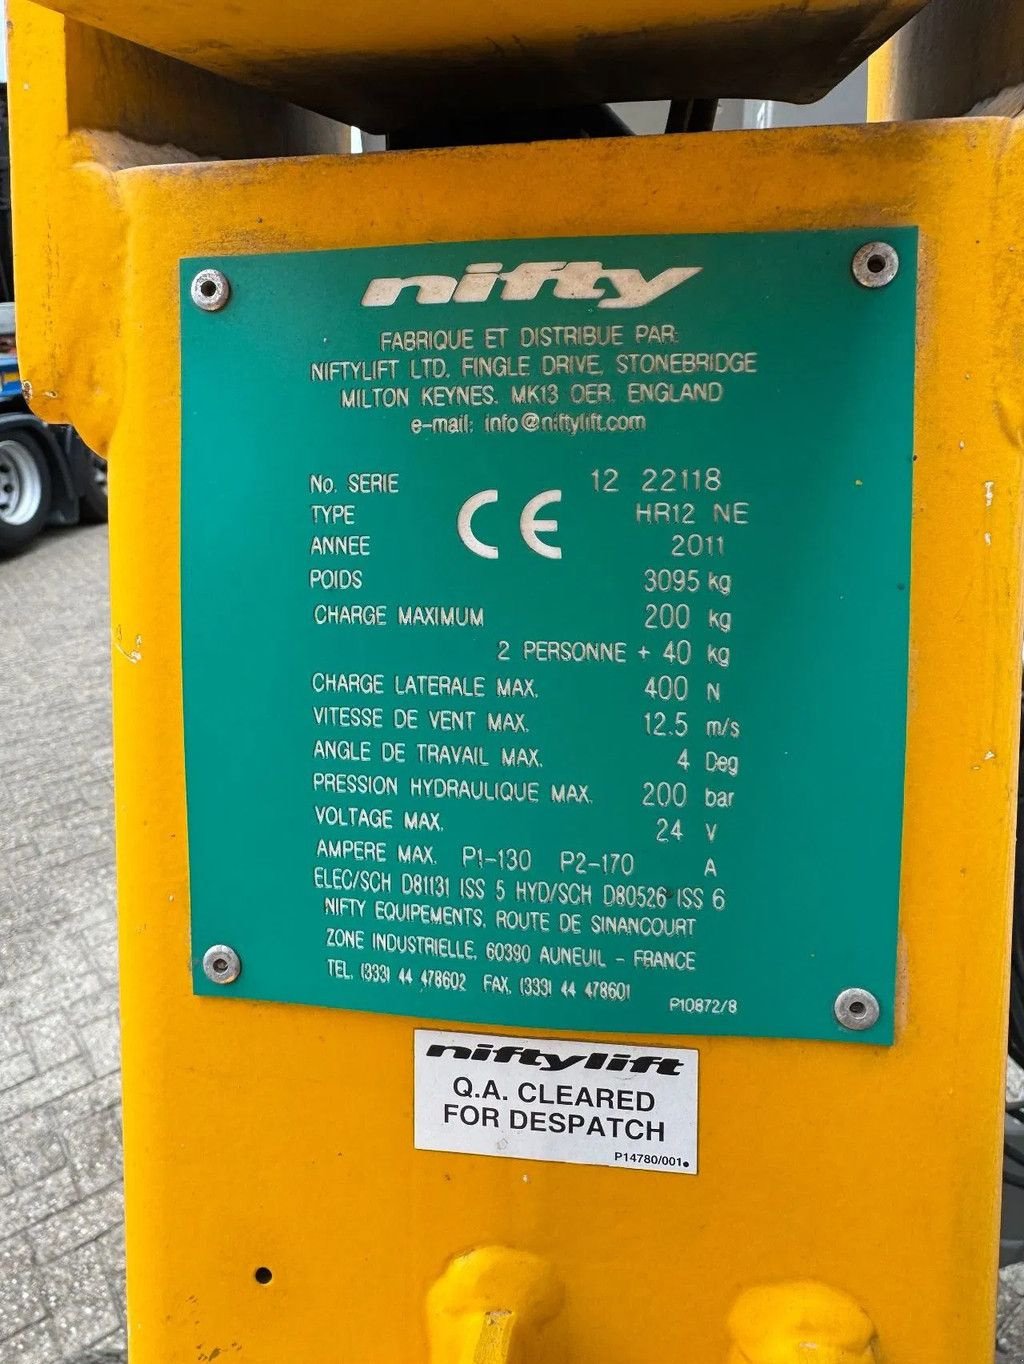 nifty
FABRIQUE ET DISTRIBUE PAR:
NIFTYLIFT LTD. FINGLE DRIVE, STONEBRIDGE
MILTON KEYNES. MK13 OER. ENGLAND
e-mail: info@niftylift.com
No. SERIE 12 22118
TYPE HR12 NE
CE
ANNEE 2011
POIDS 3095 kg
CHARGE MAXIMUM 200 kg
2 PERSONNE + 40 kg
CHARGE LATERALE MAX. 400 N
VITESSE DE VENT MAX. 12.5 m/s
ANGLE DE TRAVAIL MAX. 4 Deg
PRESSION HYDRAULIQUE MAX. 200 bar
VOLTAGE MAX. 24 V
AMPERE MAX. P1-130 P2-170 A
ELEC/SCH D81131 ISS 5 HYD/SCH D80526 ISS 6
NIFTY EQUIPEMENTS, ROUTE DE SINANCOURT
ZONE INDUSTRIELLE, 60390 AUNEUIL - FRANCE
TEL. (333) 44 478602 FAX. (333) 44 478601
P10872/8
niftylift
Q.A. CLEARED
FOR DESPATCH
P14780/001.